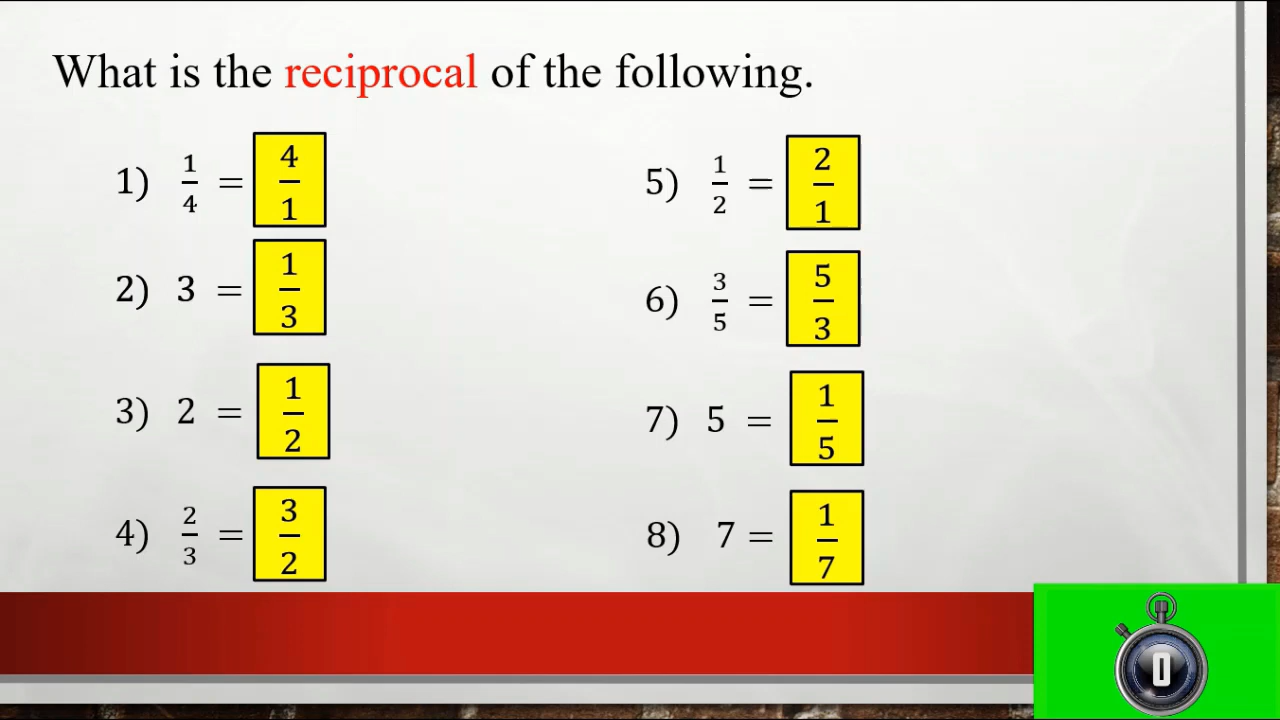 What is the reciprocal of the following.
1) 1/4 = 4/1
2) 3 = 1/3
3) 2 = 1/2
4) 2/3 = 3/2
5) 1/2 = 2/1
6) 3/5 = 5/3
7) 5 = 1/5
8) 7 = 1/7
0